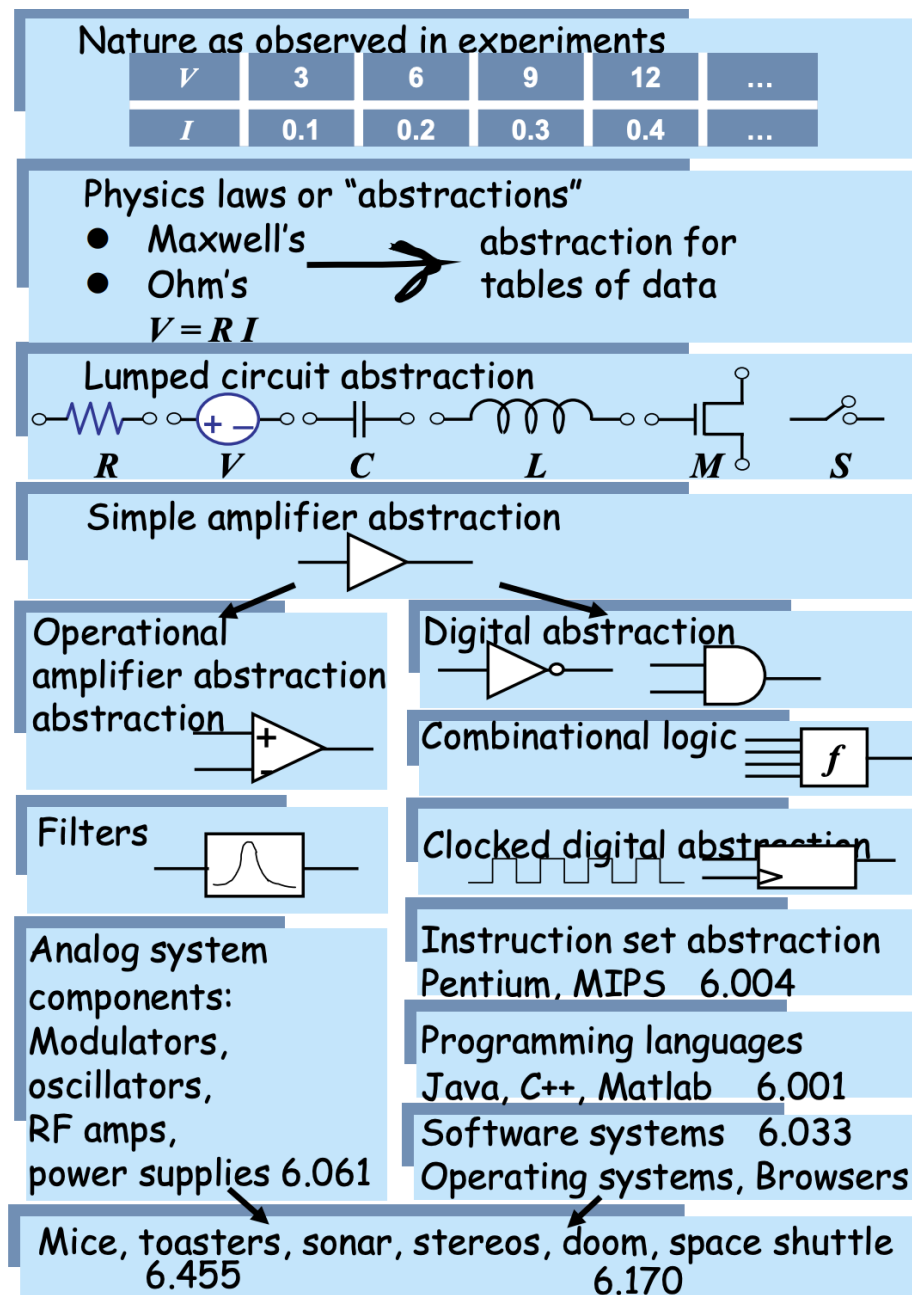 Nature as observed in experiments
V 3 6 9 12 ...
I 0.1 0.2 0.3 0.4 ...
Physics laws or “abstractions”
● Maxwell's
● Ohm's
V = R I
abstraction for
tables of data
Lumped circuit abstraction
+ –
R V C L M S
Simple amplifier abstraction
Operational
amplifier abstraction
abstraction
+
-
Filters
Analog system
components:
Modulators,
oscillators,
RF amps,
power supplies 6.061
Digital abstraction
Combinational logic
f
Clocked digital abstraction
Instruction set abstraction
Pentium, MIPS 6.004
Programming languages
Java, C++, Matlab 6.001
Software systems 6.033
Operating systems, Browsers
Mice, toasters, sonar, stereos, doom, space shuttle
6.455 6.170